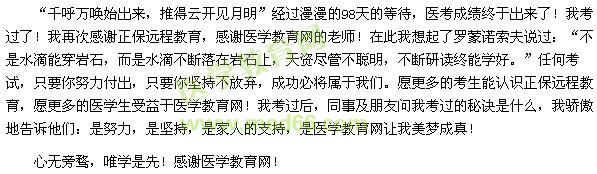 “千呼万唤始出来，推得云开见月明”经过漫漫的98天的等待，医考成绩终于出来了！我考
过了！我再次感谢正保远程教育，感谢医学教育网的老师！在此我想起了罗蒙诺索夫说过：“不
是水滴能穿岩石，而是水滴不断落在岩石上，天资尽管不聪明，不断研读终能学好。”任何考
试，只要你努力付出，只要你坚持不放弃，成功必将属于我们。愿更多的考生能认识正保远程教
育，愿更多的医学生受益于医学教育网！我考过后，同事及朋友问我考过的秘诀是什么，我骄傲
地告诉他们：是努力，是坚持，是家人的支持，是医学教育网让我美梦成真！
心无旁骛，唯学是先！感谢医学教育网！
医学教育网
www.med66.com